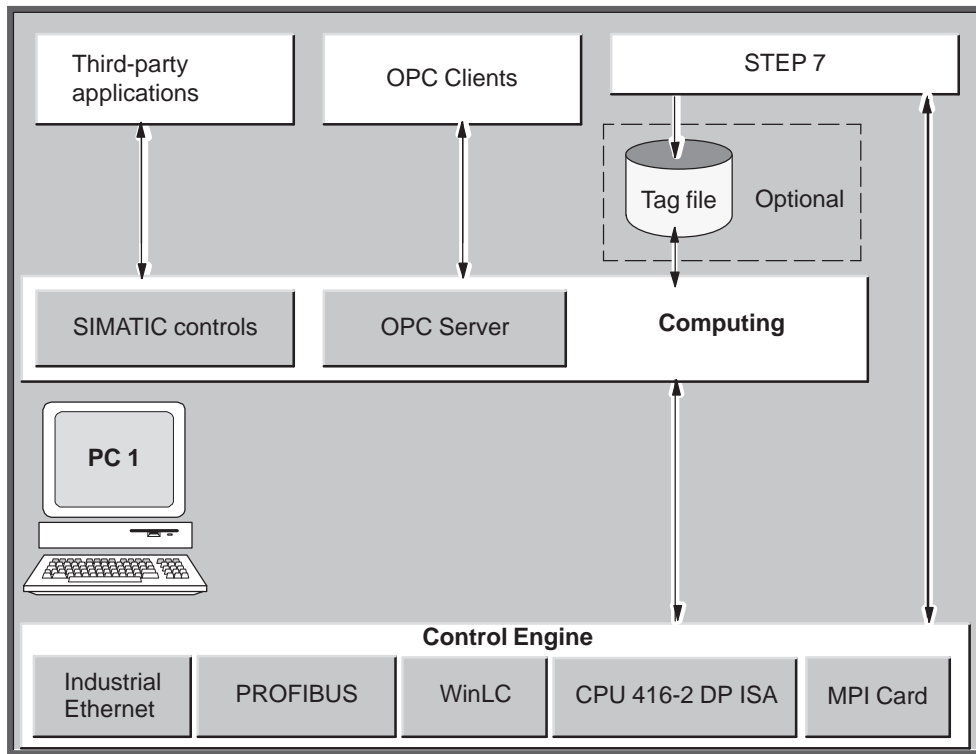 Third-party
applications
OPC Clients
STEP 7
Tag file
Optional
SIMATIC controls
OPC Server
Computing
PC 1
Control Engine
Industrial
Ethernet
PROFIBUS
WinLC
CPU 416-2 DP ISA
MPI Card